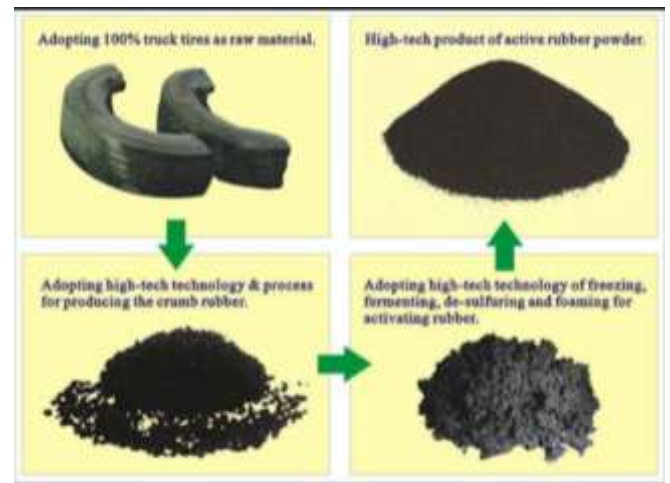 Adopting 100% truck tires as raw material.
High-tech product of active rubber powder.
Adopting high-tech technology & process
for producing the crumb rubber.
Adopting high-tech technology of freezing,
fermenting, de-sulfuring and foaming for
activating rubber.